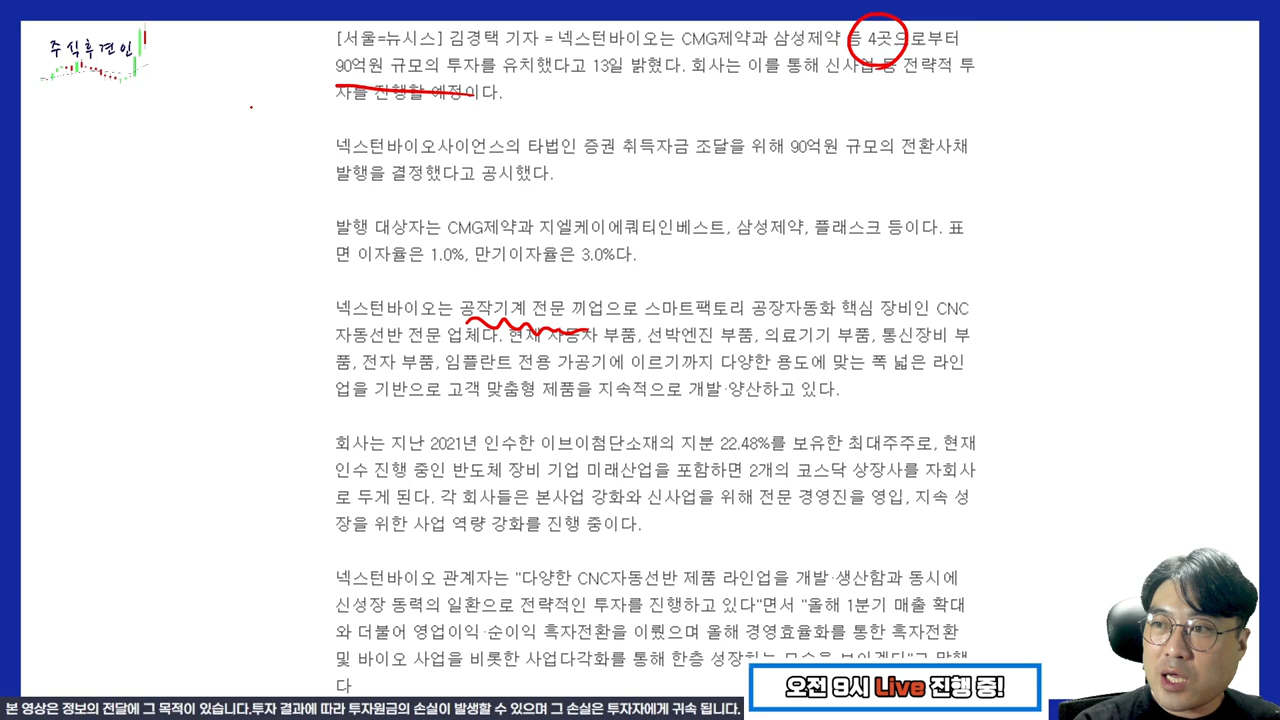 주식후견인
[서울=뉴시스] 김경택 기자 = 넥스턴바이오는 CMG제약과 삼성제약 등 4곳으로부터
90억원 규모의 투자를 유치했다고 13일 밝혔다. 회사는 이를 통해 신사업 등 전략적 투
자를 진행할 예정이다.
넥스턴바이오사이언스의 타법인 증권 취득자금 조달을 위해 90억원 규모의 전환사채
발행을 결정했다고 공시했다.
발행 대상자는 CMG제약과 지엘케이에쿼티인베스트, 삼성제약, 플래스크 등이다. 표
면 이자율은 1.0%, 만기이자율은 3.0%다.
넥스턴바이오는 공작기계 전문 기업으로 스마트팩토리 공장자동화 핵심 장비인 CNC
자동선반 전문 업체다. 현재 자동차 부품, 선박엔진 부품, 의료기기 부품, 통신장비 부
품, 전자 부품, 임플란트 전용 가공기에 이르기까지 다양한 용도에 맞는 폭 넓은 라인
업을 기반으로 고객 맞춤형 제품을 지속적으로 개발·양산하고 있다.
회사는 지난 2021년 인수한 이브이첨단소재의 지분 22.48%를 보유한 최대주주로, 현재
인수 진행 중인 반도체 장비 기업 미래산업을 포함하면 2개의 코스닥 상장사를 자회사
로 두게 된다. 각 회사들은 본사업 강화와 신사업을 위해 전문 경영진을 영입, 지속 성
장을 위한 사업 역량 강화를 진행 중이다.
넥스턴바이오 관계자는 "다양한 CNC자동선반 제품 라인업을 개발·생산함과 동시에
신성장 동력의 일환으로 전략적인 투자를 진행하고 있다"면서 "올해 1분기 매출 확대
와 더불어 영업이익·순이익 흑자전환을 이뤘으며 올해 경영효율화를 통한 흑자전환
및 바이오 사업을 비롯한 사업다각화를 통해 한층 성장하는 모습을 보이겠다"고 말했
다
오전 9시 Live 진행 중!
본 영상은 정보의 전달에 그 목적이 있습니다.투자 결과에 따라 투자원금의 손실이 발생할 수 있으며 그 손실은 투자자에게 귀속 됩니다.